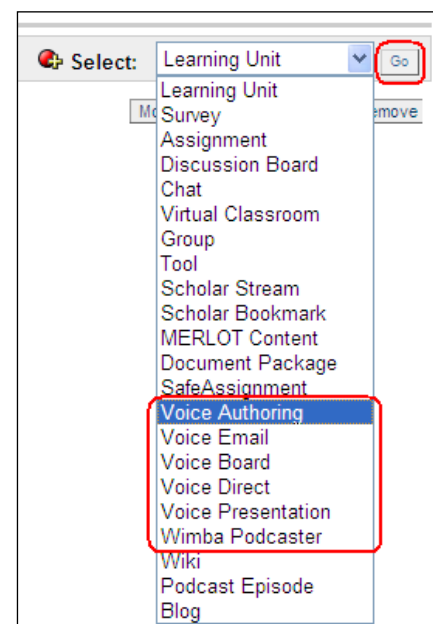 Select: Learning Unit Go
Learning Unit
Mo Survey emove
Assignment
Discussion Board
Chat
Virtual Classroom
Group
Tool
Scholar Stream
Scholar Bookmark
MERLOT Content
Document Package
SafeAssignment
Voice Authoring
Voice Email
Voice Board
Voice Direct
Voice Presentation
Wimba Podcaster
Wiki
Podcast Episode
Blog